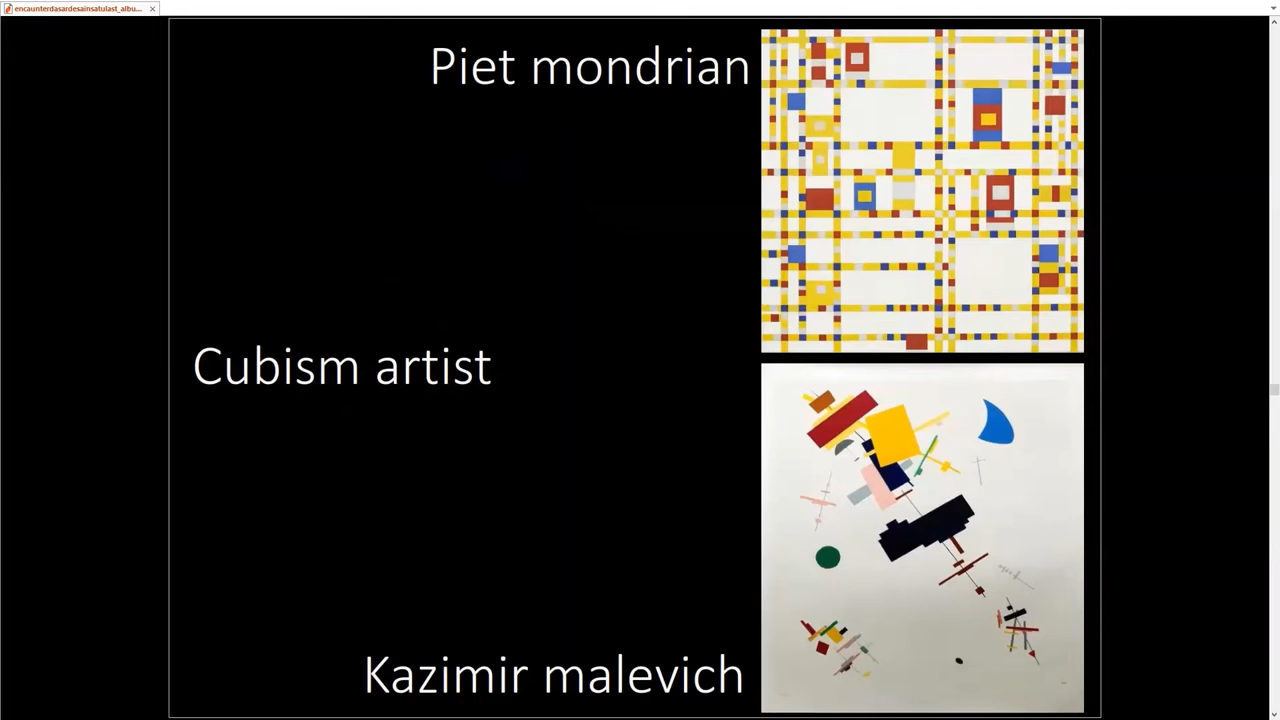 encaunterdasardesainsatulast_albu...
Piet mondrian
Cubism artist
Kazimir malevich